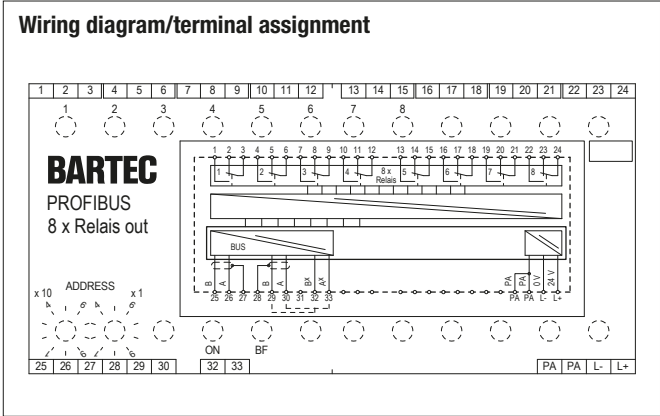 Wiring diagram/terminal assignment
1 2 3 4 5 6 7 8 9 10 11 12 13 14 15 16 17 18 19 20 21 22 23 24
1 2 3 4 5 6 7 8
1 2 3 4 5 6 7 8 9 10 11 12 13 14 15 16 17 18 19 20 21 22 23 24
1 2 3 4 8 x 5 6 7 8
Relais
BARTEC
PROFIBUS
8 x Relais out
BUS
ADDRESS
x 10 x 1
B A B A Bx Ax PA 0 V 24 V
25 26 27 28 29 30 31 32 33 PA PA L- L+
ON BF
25 26 27 28 29 30 32 33 PA PA L- L+